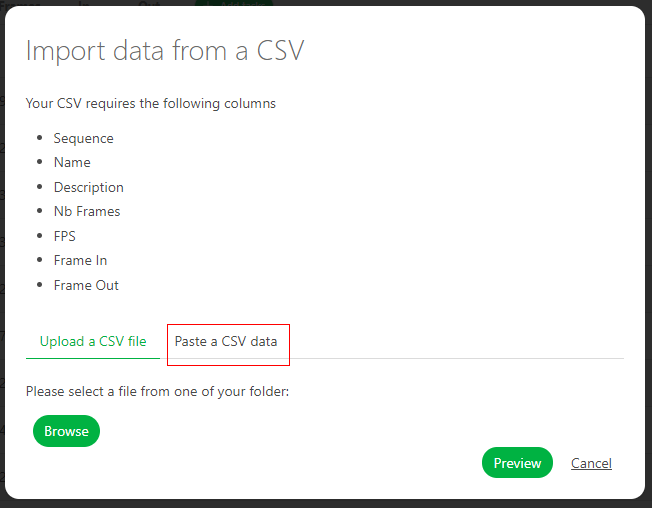 Import data from a CSV
Your CSV requires the following columns
Sequence
Name
Description
Nb Frames
FPS
Frame In
Frame Out
Upload a CSV file
Paste a CSV data
Please select a file from one of your folder:
Browse
Preview
Cancel